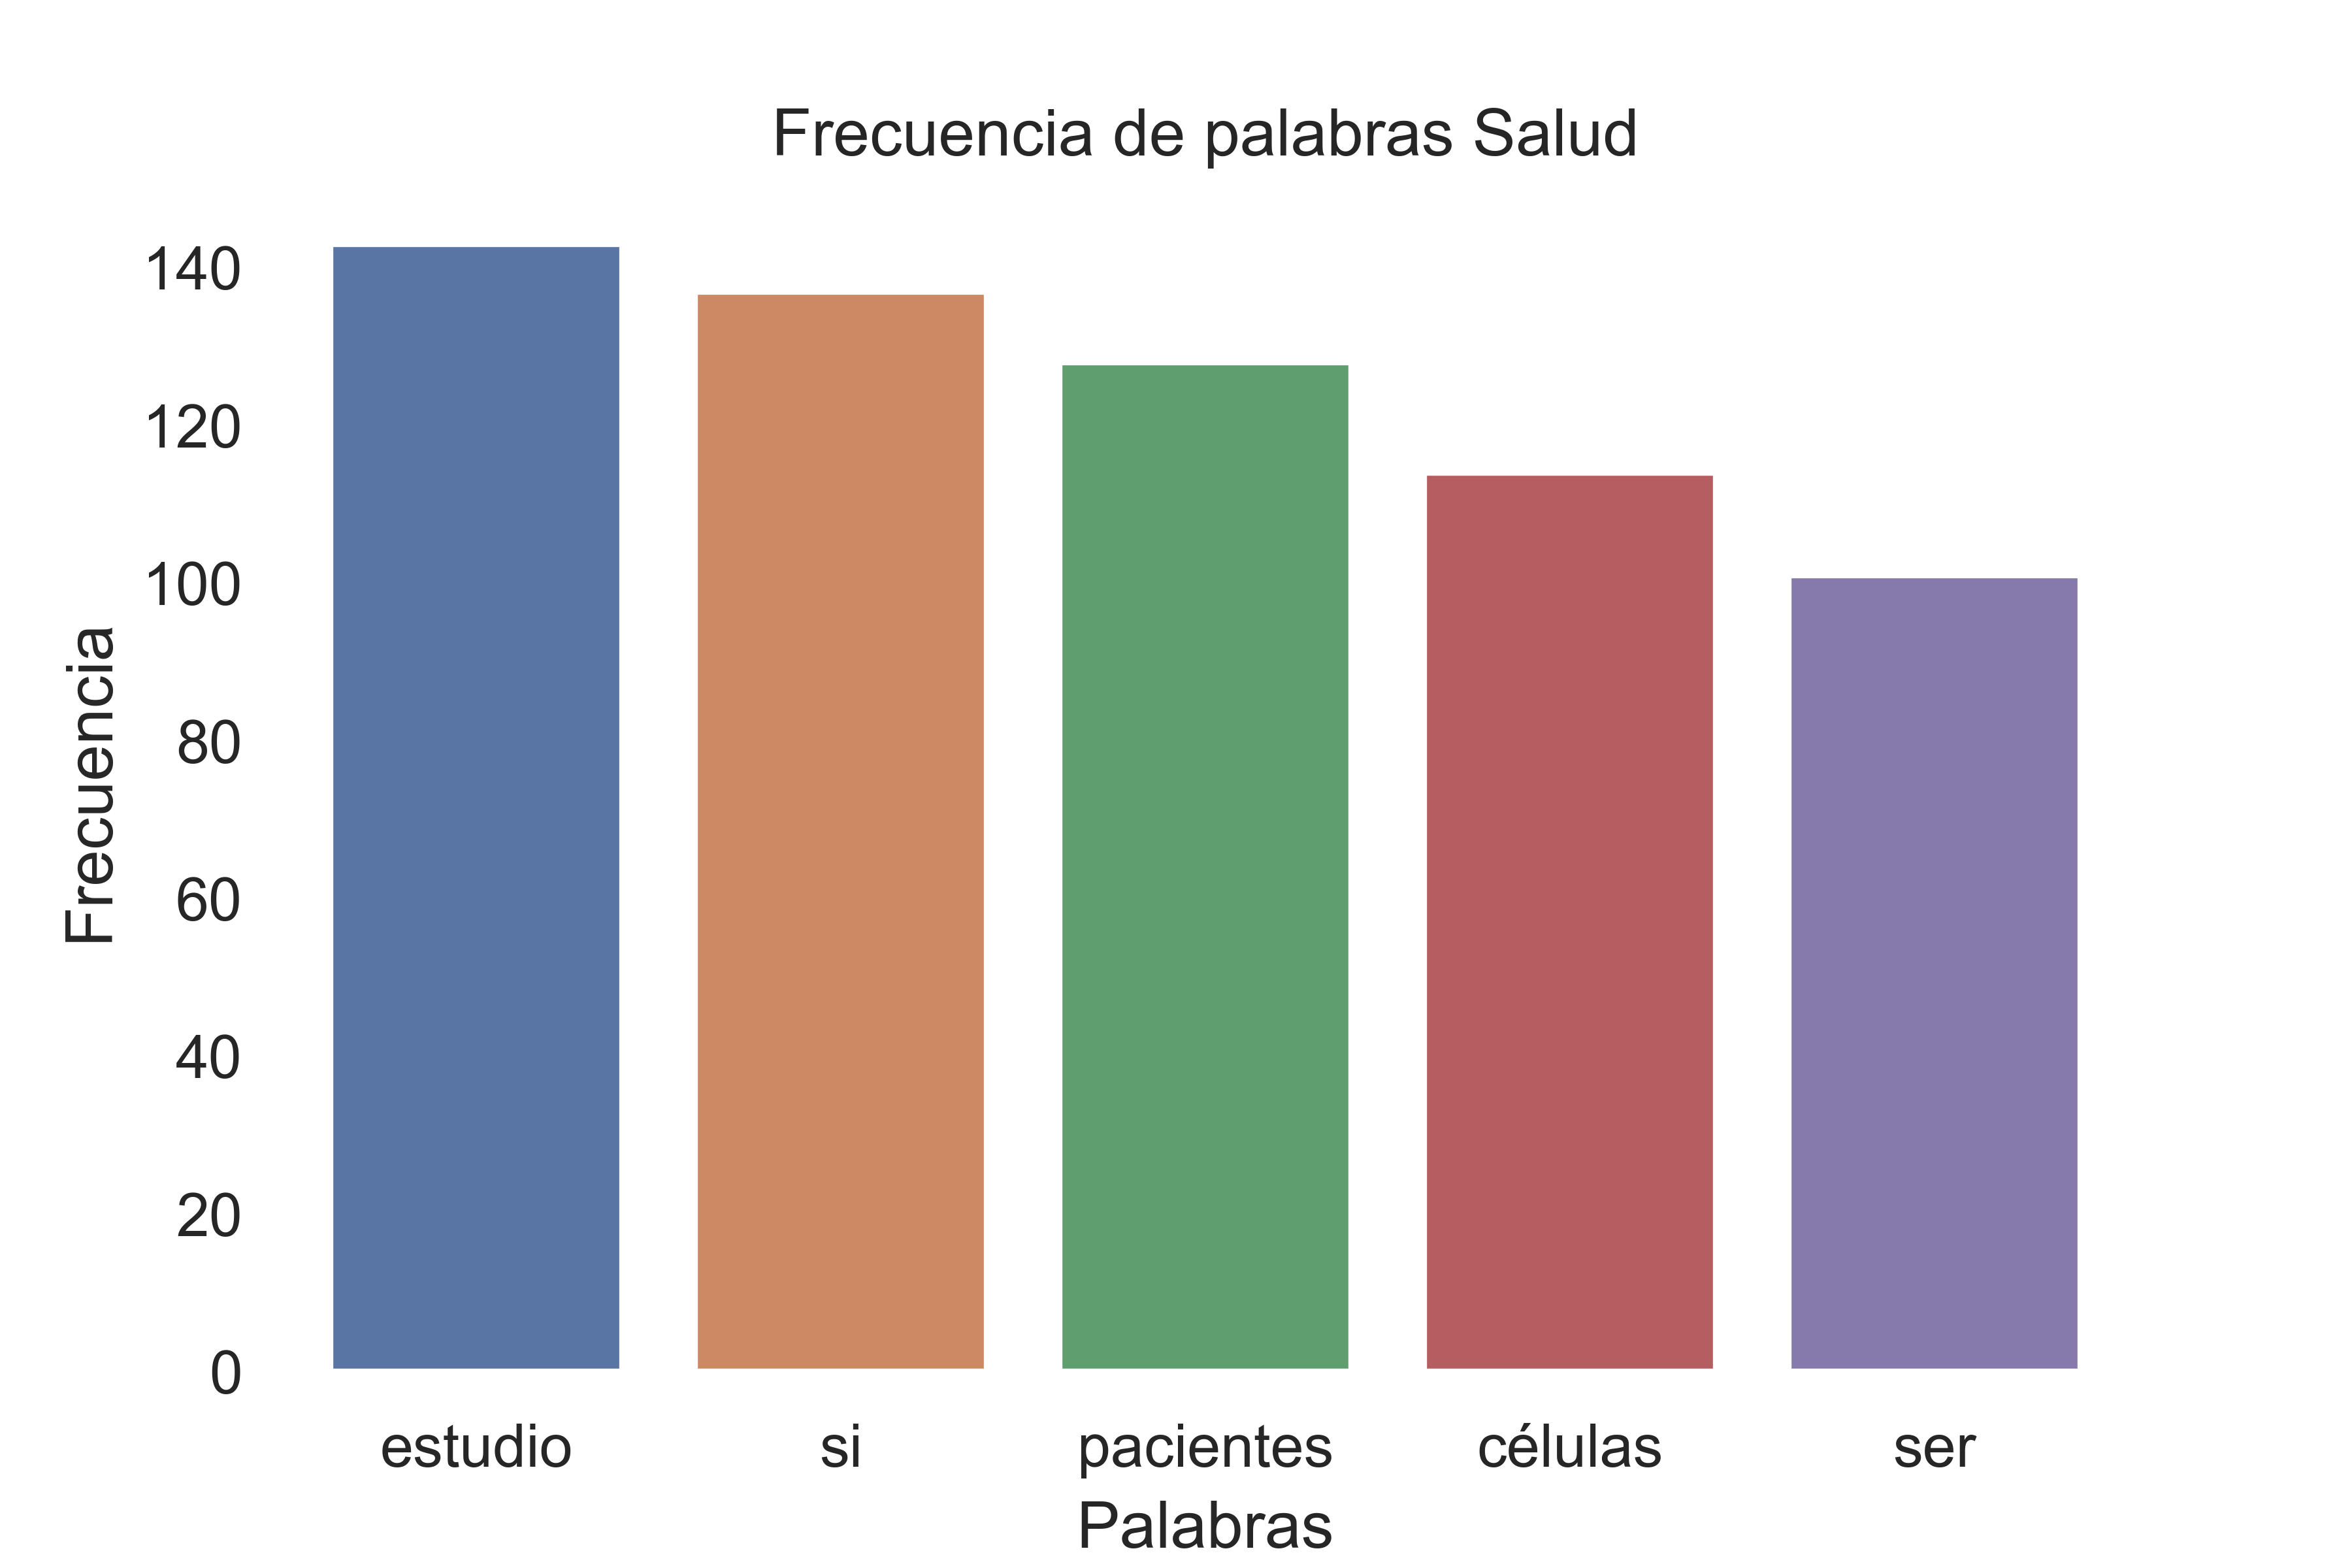 Frecuencia de palabras Salud
140
120
100
80
60
40
20
0
Frecuencia
estudio si pacientes células ser
Palabras